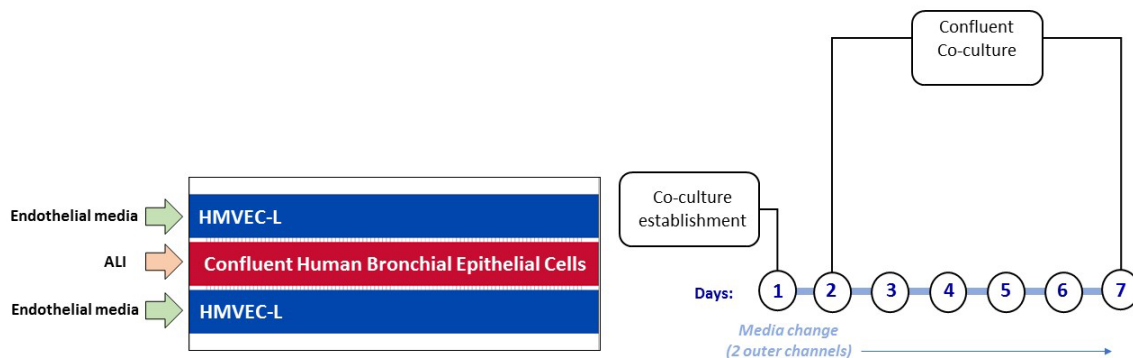 Endothelial media
HMVEC-L
ALI
Confluent Human Bronchial Epithelial Cells
Endothelial media
HMVEC-L
Confluent
Co-culture
Co-culture
establishment
Days:
1
2
3
4
5
6
7
Media change
(2 outer channels)